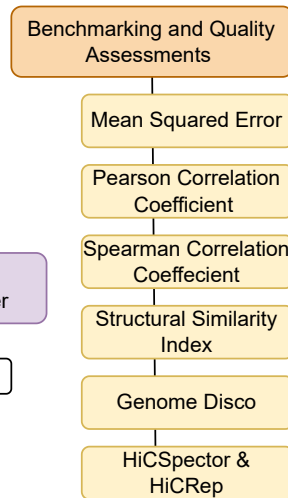 Benchmarking and Quality
Assessments
Mean Squared Error
Pearson Correlation
Coefficient
Spearman Correlation
Coeffecient
er
Structural Similarity
Index
Genome Disco
HiCSpector &
HiCRep